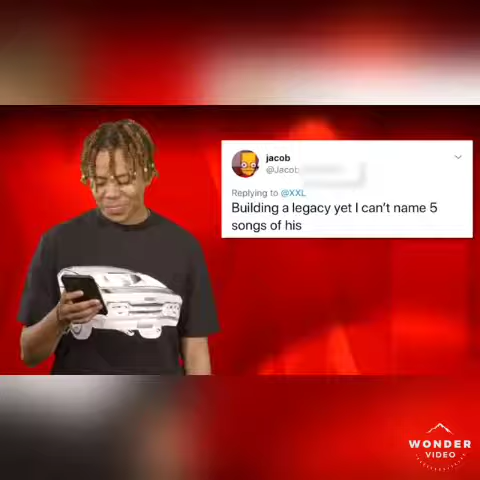 jacob
@Jacob
Replying to @XXL
Building a legacy yet I can't name 5
songs of his
WONDER
VIDEO